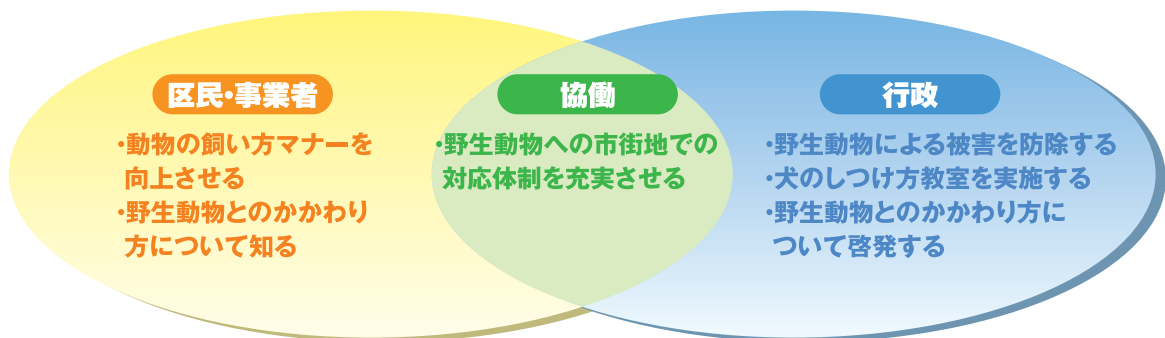 区民・事業者
・動物の飼い方マナーを
向上させる
・野生動物とのかかわり
方について知る
協働
・野生動物への市街地での
対応体制を充実させる
行政
・野生動物による被害を防除する
・犬のしつけ方教室を実施する
・野生動物とのかかわり方に
ついて啓発する